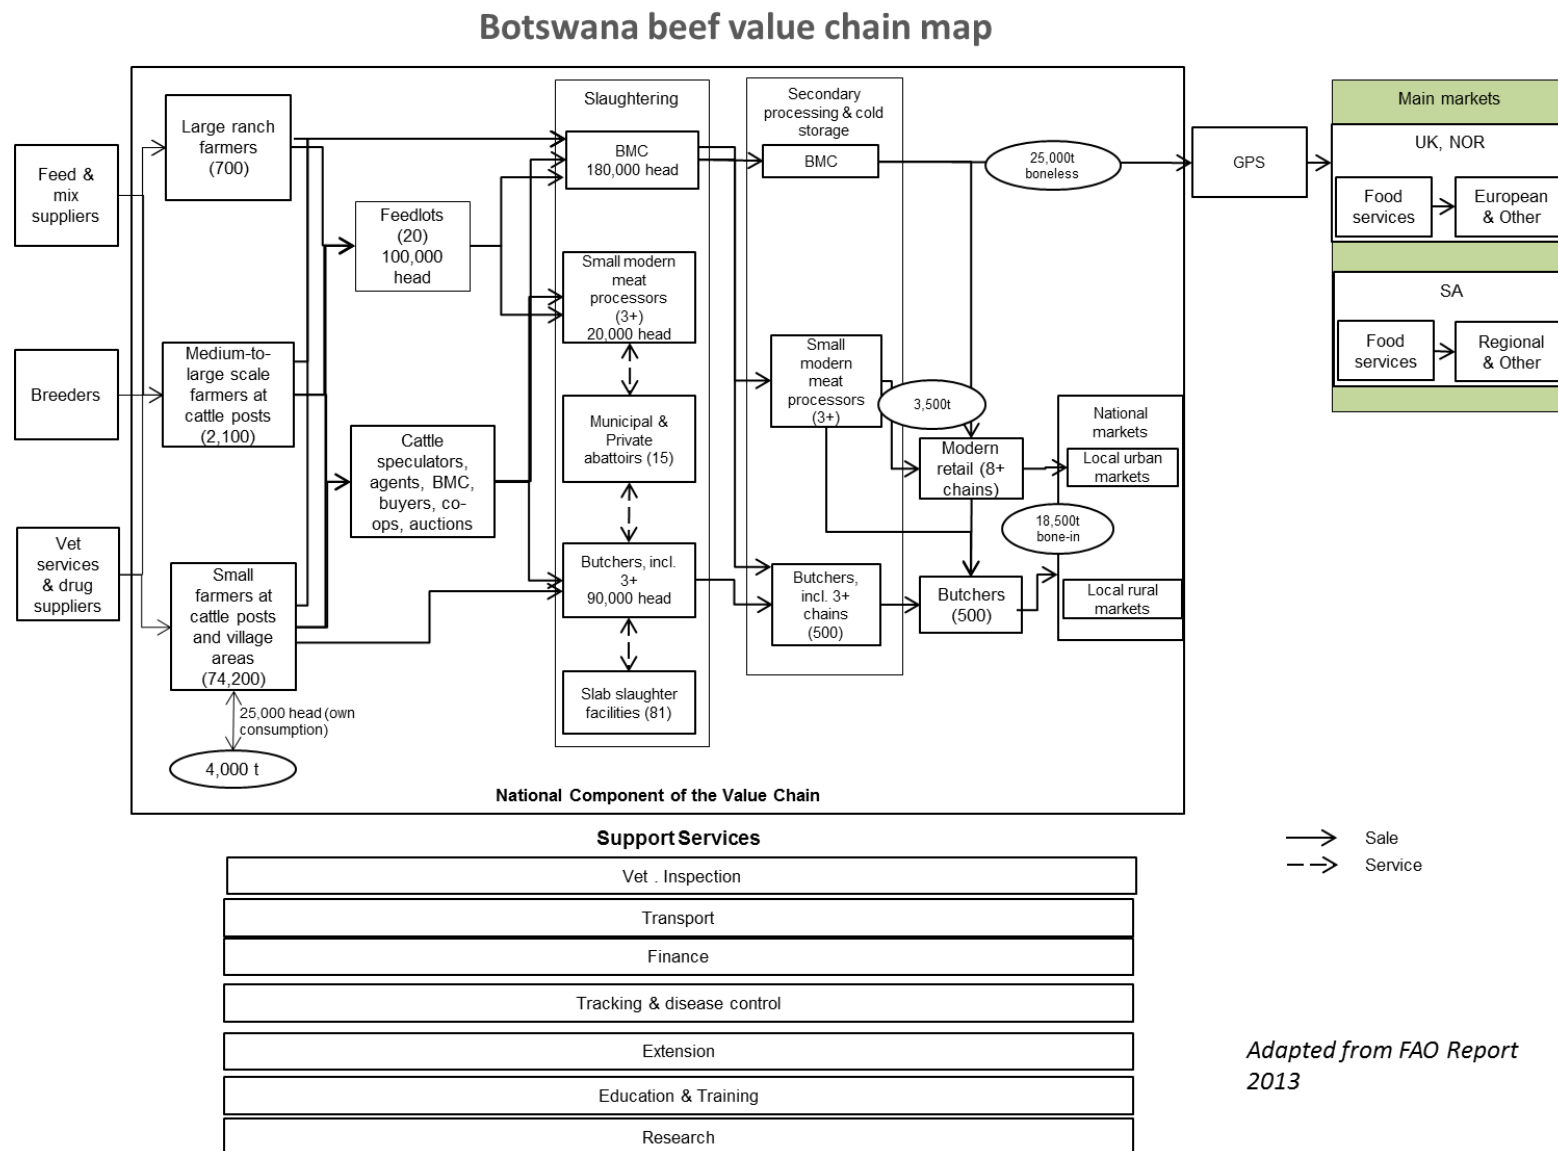 Botswana beef value chain map
Feed &
mix
suppliers
Breeders
Vet
services
& drug
suppliers
Large ranch
farmers
(700)
Medium-to-
large scale
farmers at
cattle posts
(2,100)
Small
farmers at
cattle posts
and village
areas
(74,200)
25,000 head (own
consumption)
4,000 t
Feedlots
(20)
100,000
head
Cattle
speculators,
agents, BMC,
buyers, co-
ops, auctions
Slaughtering
BMC
180,000 head
Small modern
meat
processors
(3+)
20,000 head
Municipal &
Private
abattoirs (15)
Butchers, incl.
3+
90,000 head
Slab slaughter
facilities (81)
Secondary
processing & cold
storage
BMC
Small
modern
meat
processors
(3+)
Butchers,
incl. 3+
chains
(500)
25,000t
boneless
3,500t
Modern
retail (8+
chains)
Butchers
(500)
18,500t
bone-in
National
markets
Local urban
markets
Local rural
markets
National Component of the Value Chain
GPS
Main markets
UK, NOR
Food
services
European
& Other
SA
Food
services
Regional
& Other
Sale
Service
Support Services
Vet . Inspection
Transport
Finance
Tracking & disease control
Extension
Education & Training
Research
Adapted from FAO Report
2013